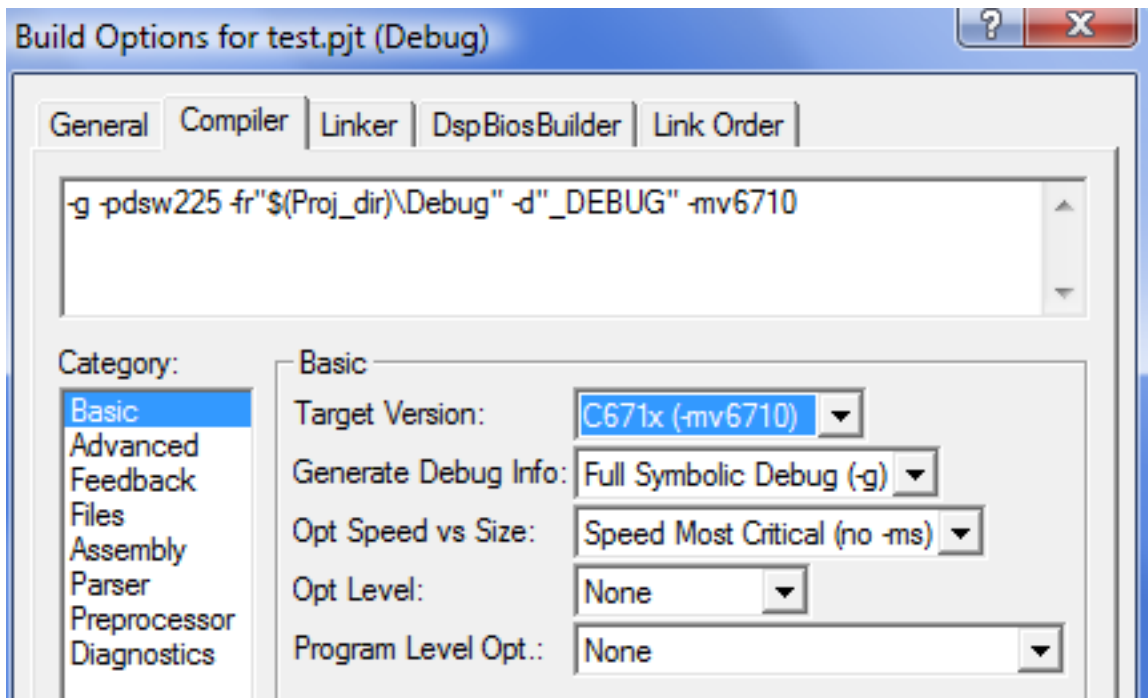 Build Options for test.pjt (Debug)
? X
General Compiler Linker DspBiosBuilder Link Order
-g -pdsw225 -fr"$(Proj_dir)\Debug" -d"_DEBUG" -mv6710
Category:
Basic
Advanced
Feedback
Files
Assembly
Parser
Preprocessor
Diagnostics
Basic
Target Version: C671x (-mv6710)
Generate Debug Info: Full Symbolic Debug (-g)
Opt Speed vs Size: Speed Most Critical (no -ms)
Opt Level: None
Program Level Opt.: None